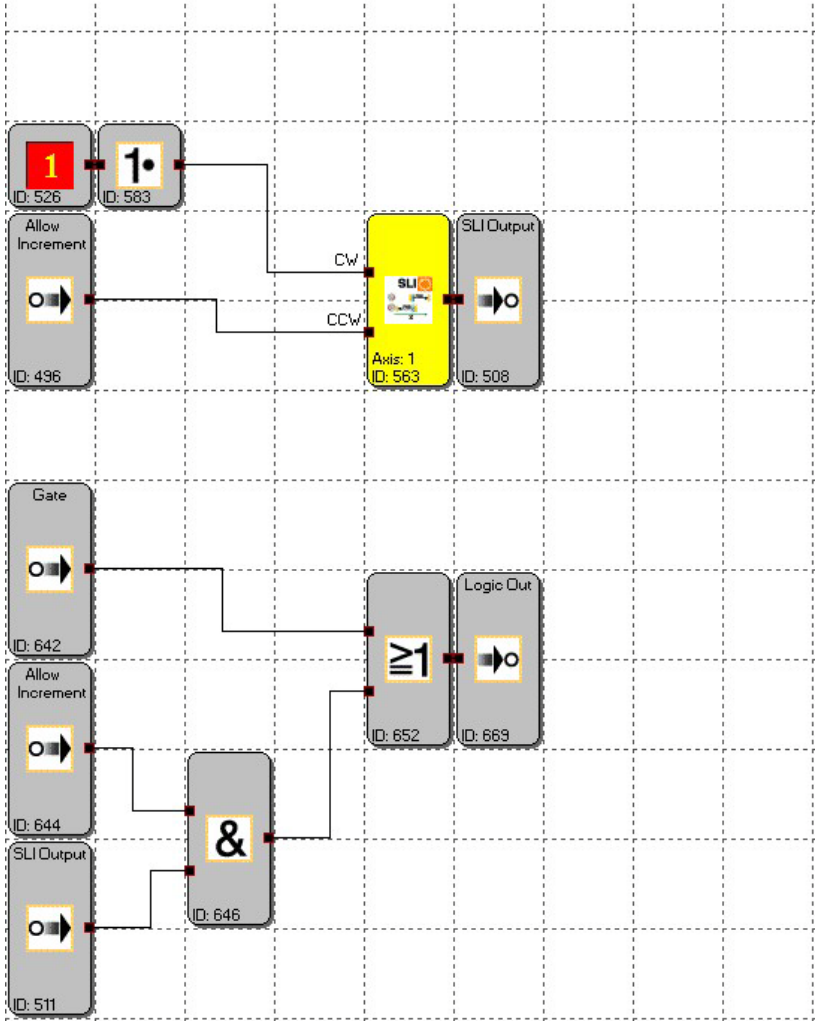 1
ID: 526
1•
ID: 583
Allow
Increment
ID: 496
CW
CCW
SLI
Axis: 1
ID: 563
SLI Output
ID: 508
Gate
ID: 642
Allow
Increment
ID: 644
SLI Output
ID: 511
&
ID: 646
≧1
ID: 652
Logic Out
ID: 669